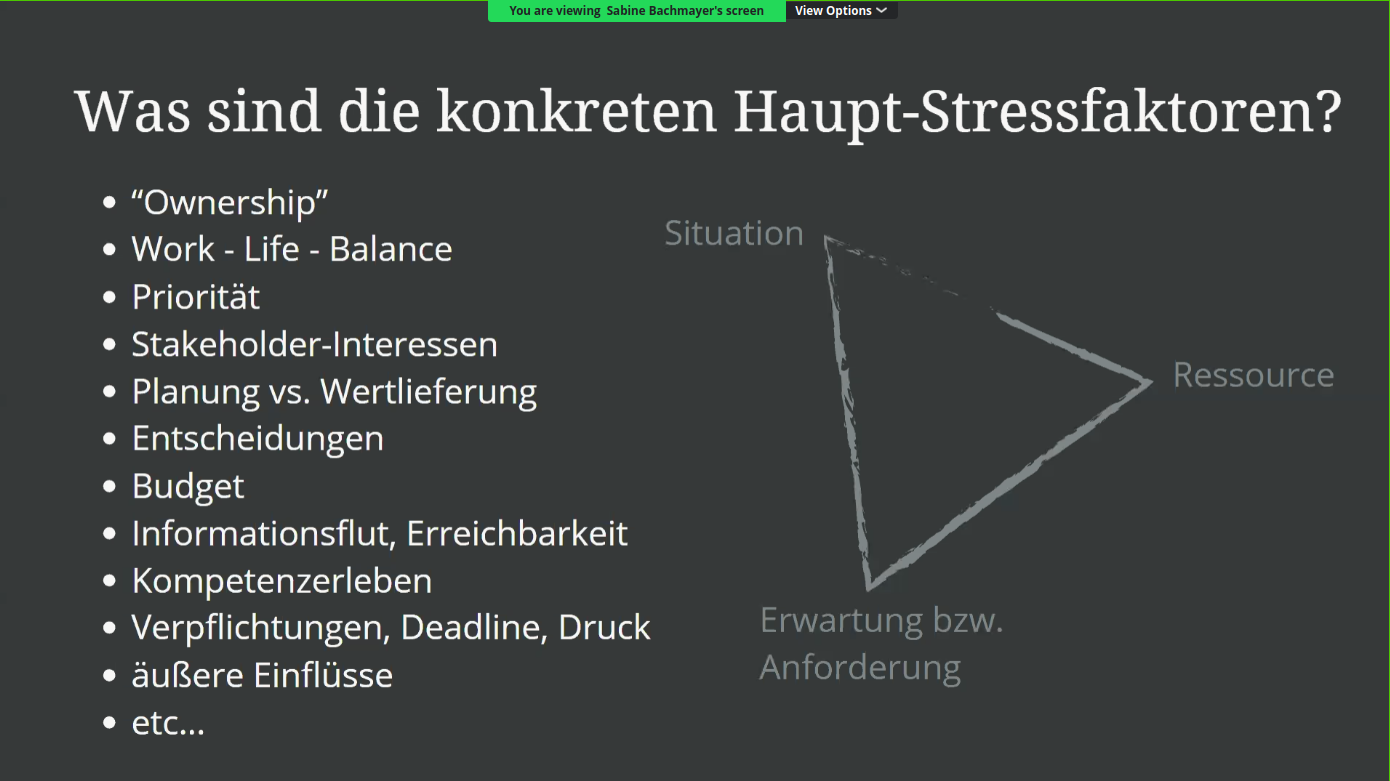 You are viewing Sabine Bachmayer's screen View Options
Was sind die konkreten Haupt-Stressfaktoren?
• “Ownership”
• Work - Life - Balance
• Priorität
• Stakeholder-Interessen
• Planung vs. Wertlieferung
• Entscheidungen
• Budget
• Informationsflut, Erreichbarkeit
• Kompetenzerleben
• Verpflichtungen, Deadline, Druck
• äußere Einflüsse
• etc...
Situation
Ressource
Erwartung bzw.
Anforderung